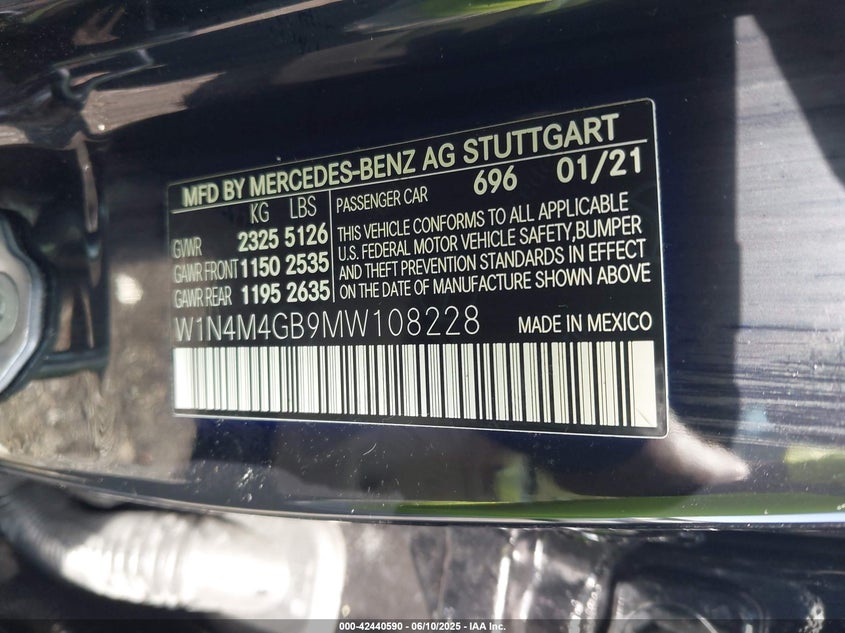 MFD BY MERCEDES-BENZ AG STUTTGART
KG LBS
GVWR 2325 5126
GAWR FRONT 1150 2535
GAWR REAR 1195 2635
PASSENGER CAR 696 01/21
THIS VEHICLE CONFORMS TO ALL APPLICABLE
U.S. FEDERAL MOTOR VEHICLE SAFETY, BUMPER
AND THEFT PREVENTION STANDARDS IN EFFECT
ON THE DATE OF MANUFACTURE SHOWN ABOVE
W1N4M4GB9MW108228 MADE IN MEXICO
000-42440590 - 06/10/2025 - IAA Inc.